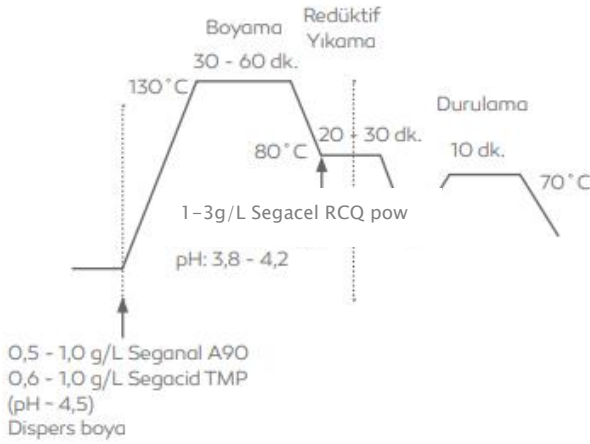 Boyama
Redüktif
Yıkama
30 - 60 dk.
130°C
Durulama
20 - 30 dk.
10 dk.
80°C
70°C
1-3g/L Segacel RCQ pow
pH: 3,8 - 4,2
0,5 - 1,0 g/L Seganal A90
0,6 - 1,0 g/L Segacid TMP
(pH ~ 4,5)
Dispers boya